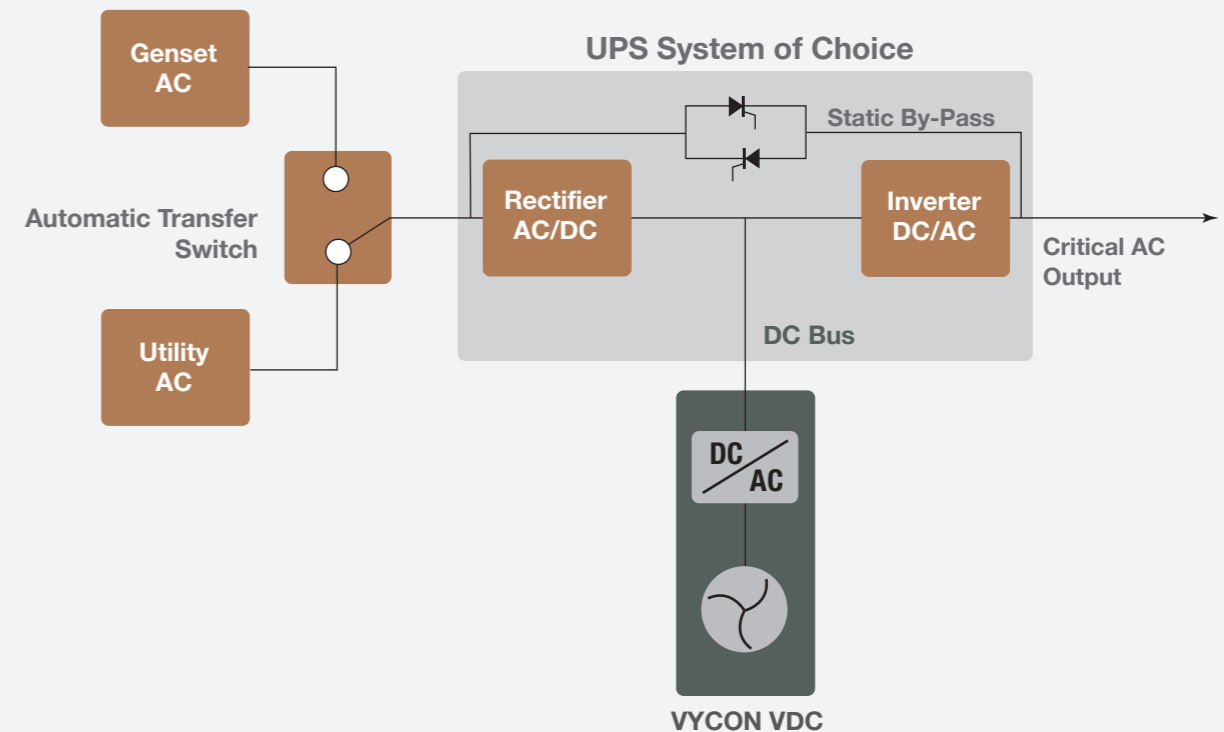 Genset
AC
UPS System of Choice
Static By-Pass
Automatic Transfer
Switch
Rectifier
AC/DC
Inverter
DC/AC
Critical AC
Output
Utility
AC
DC Bus
DC
AC
VYCON VDC